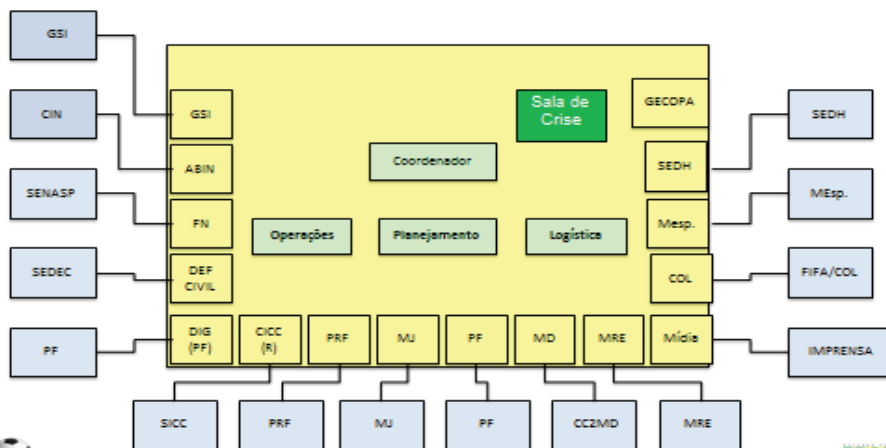 GSI
CIN
SENASP
SEDEC
PF
GSI
ABIN
FN
DEF
CIVIL
DIG
(PF)
CICC
(R)
PRF
MJ
PF
MD
MRE
Mídia
Sala de
Crise
Coordenador
Operações
Planejamento
Logística
GECOPA
SEDH
Mesp.
COL
SEDH
MEsp.
FIFA/COL
IMPRENSA
SICC
PRF
MJ
PF
CC2MD
MRE